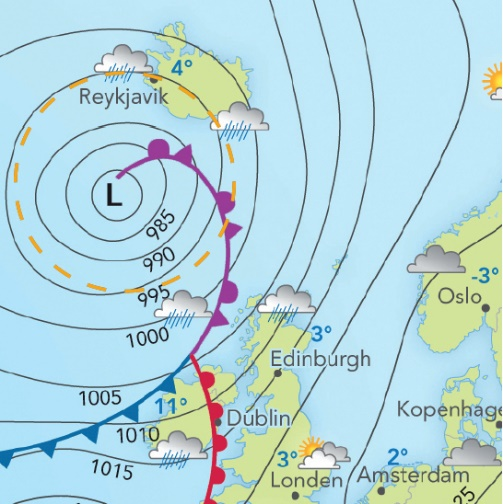 4°
Reykjavik
L
985
990
995
1000
-3°
Oslo
3°
Edinburgh
1005
11°
Dublin
1010
Kopenhage
1015
3°
Londen
2°
Amsterdam
25